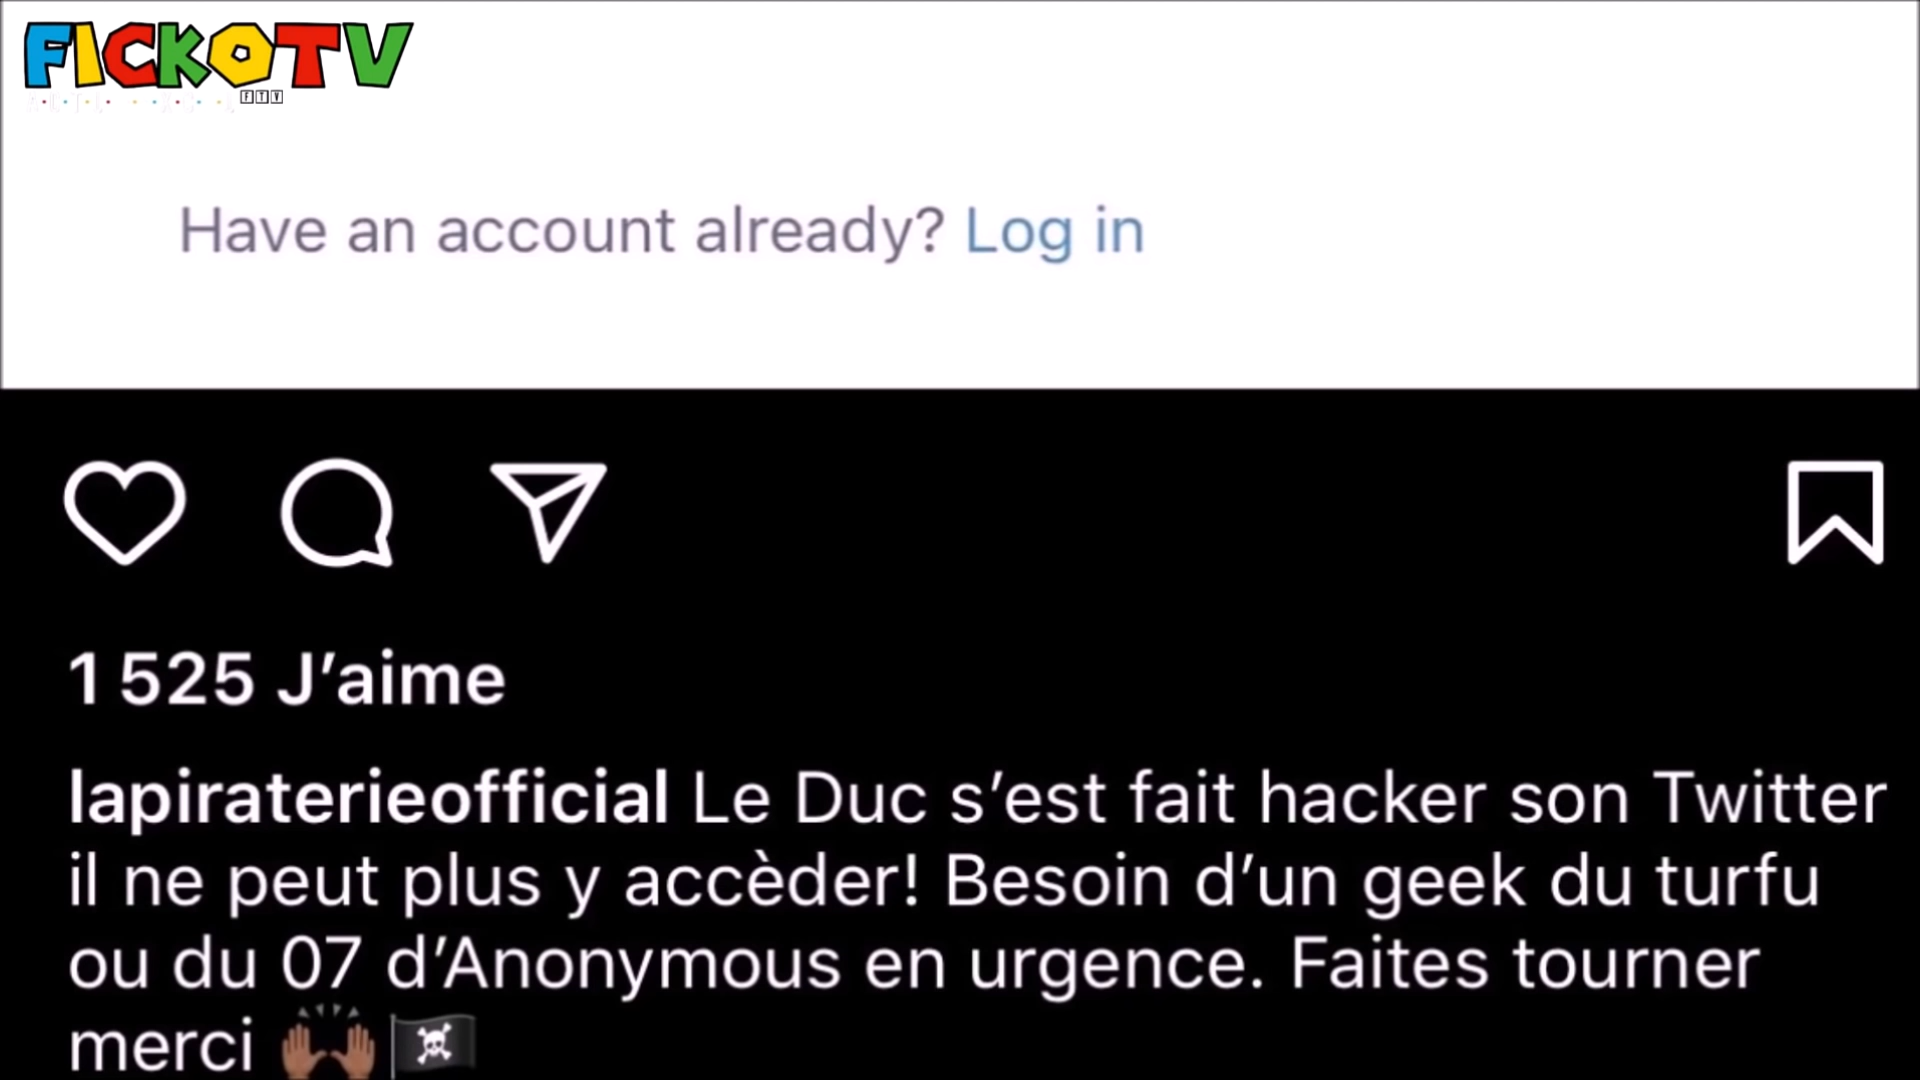 FICKOTV
FTV
Have an account already? Log in
1 525 J’aime
lapiraterieofficial Le Duc s’est fait hacker son Twitter
il ne peut plus y accèder! Besoin d’un geek du turfu
ou du 07 d’Anonymous en urgence. Faites tourner
merci 🙌🏾🏴‍☠️